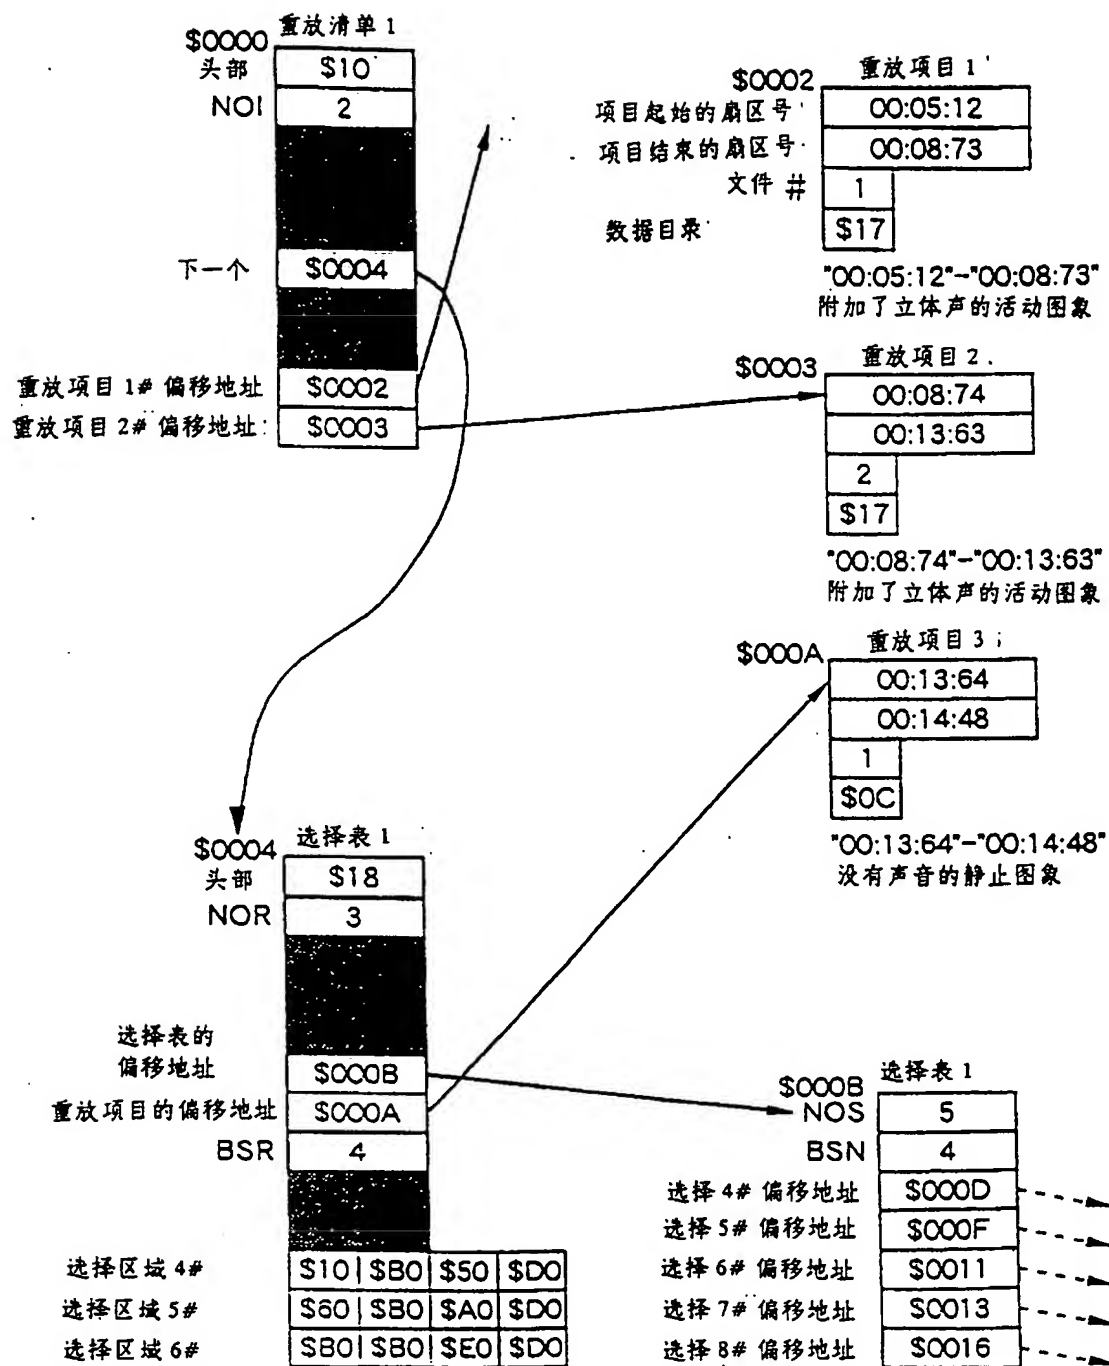 重放清单 1
$0000
头部 $10
NOI 2
下一个 $0004
重放项目 1# 偏移地址 $0002
重放项目 2# 偏移地址 $0003
重放项目 1
$0002
项目起始的扇区号 00:05:12
项目结束的扇区号 00:08:73
文件 # 1
数据目录 $17
"00:05:12"-"00:08:73"
附加了立体声的活动图象
重放项目 2
$0003
00:08:74
00:13:63
2
$17
"00:08:74"-"00:13:63"
附加了立体声的活动图象
重放项目 3
$000A
00:13:64
00:14:48
1
$0C
"00:13:64"-"00:14:48"
没有声音的静止图象
选择表 1
$0004
头部 $18
NOR 3
选择表的
偏移地址 $000B
重放项目的偏移地址 $000A
BSR 4
选择区域 4# $10 $B0 $50 $D0
选择区域 5# $60 $B0 $A0 $D0
选择区域 6# $B0 $B0 $E0 $D0
选择表 1
$000B
NOS 5
BSN 4
选择 4# 偏移地址 $000D
选择 5# 偏移地址 $000F
选择 6# 偏移地址 $0011
选择 7# 偏移地址 $0013
选择 8# 偏移地址 $0016